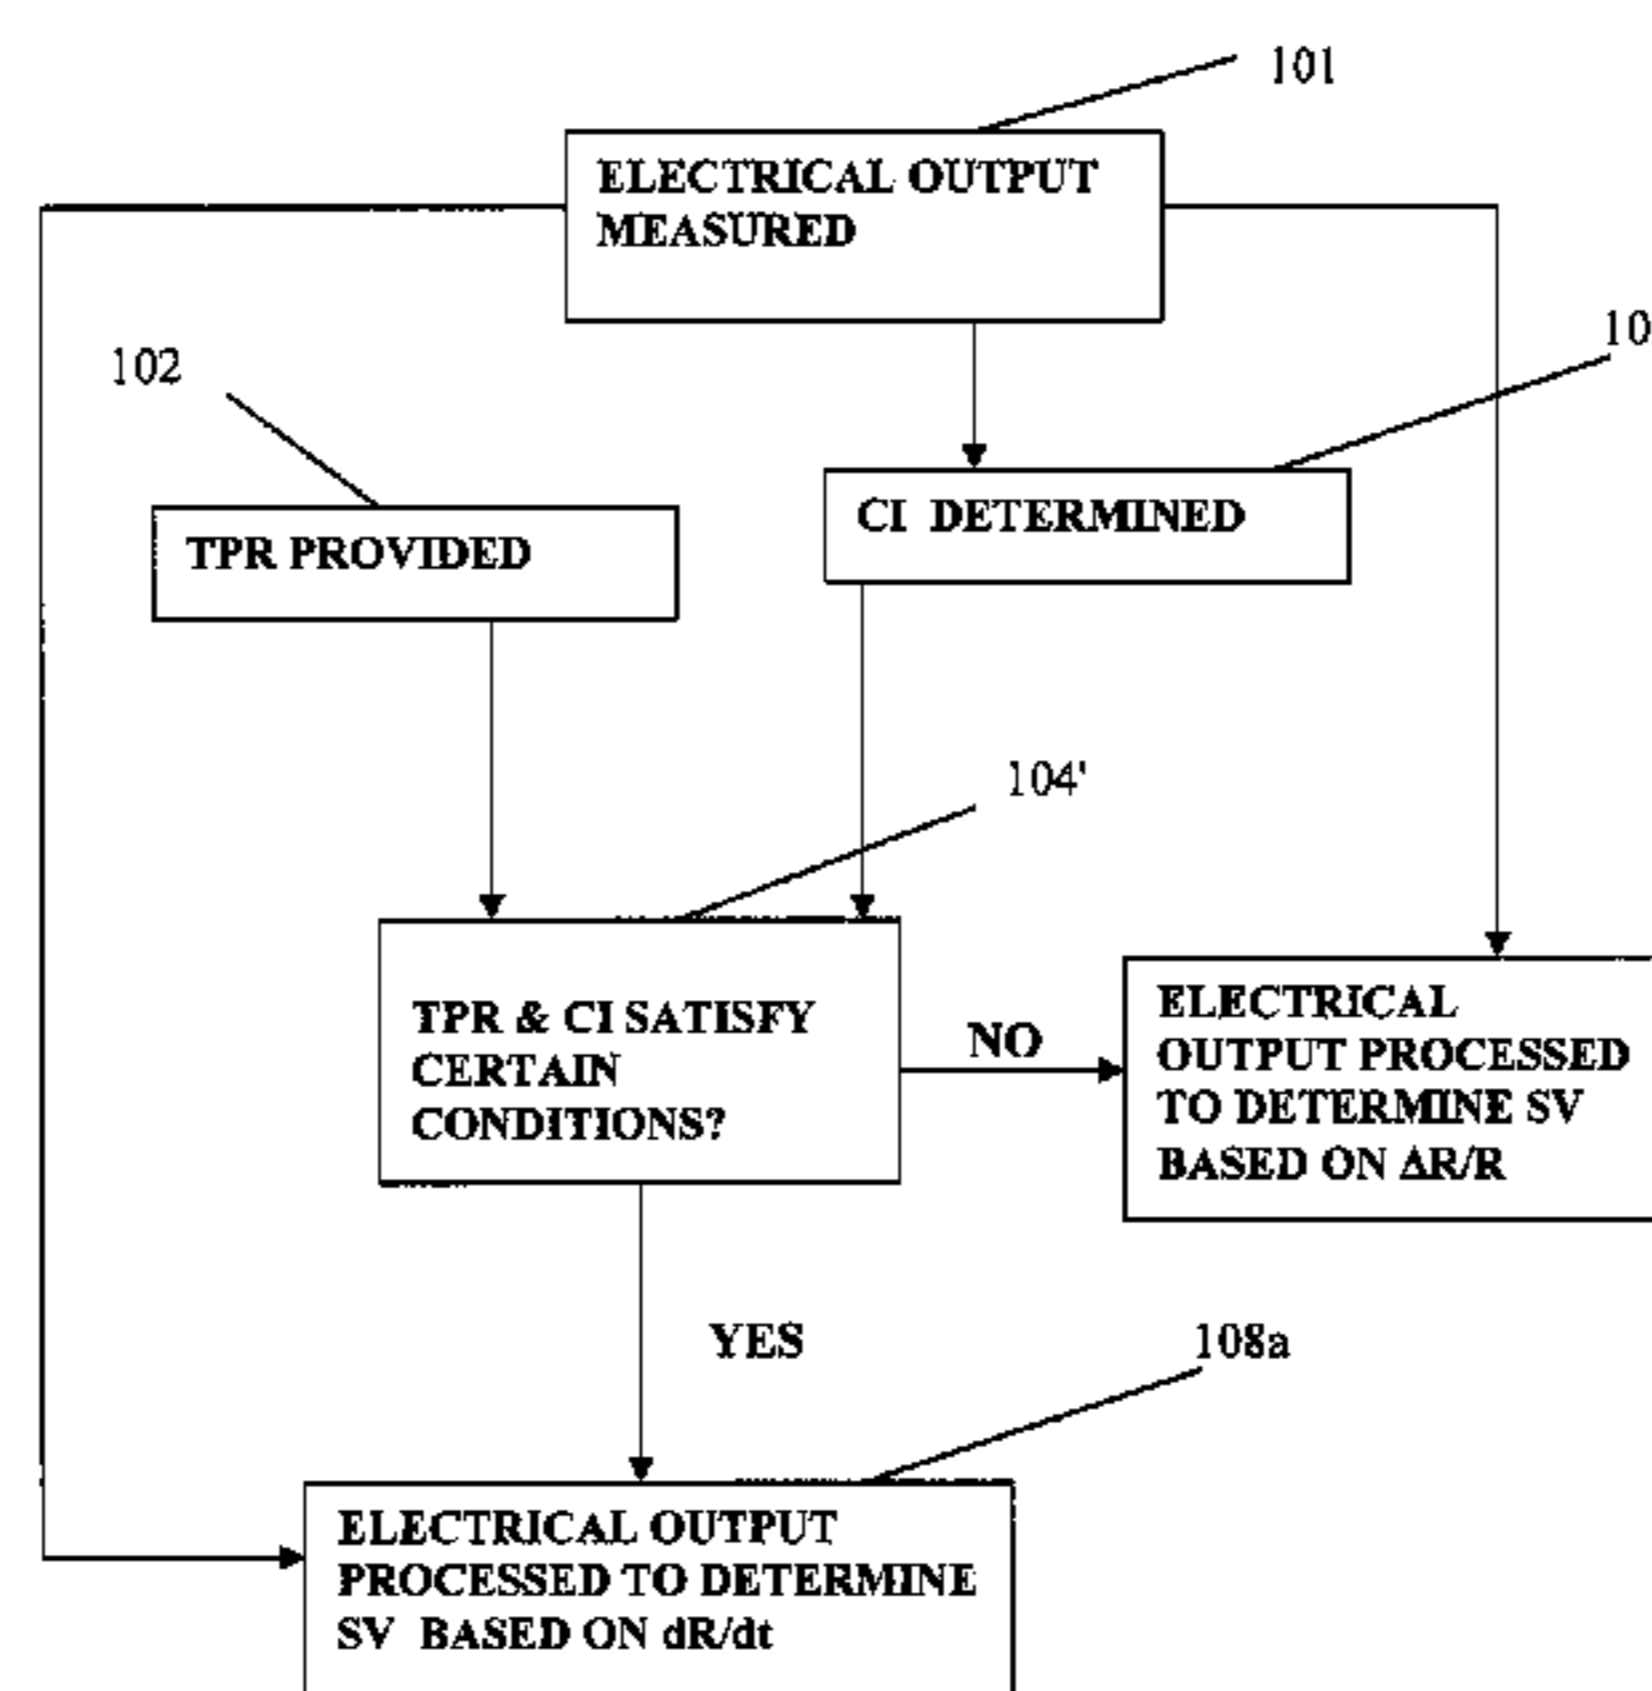 101
ELECTRICAL OUTPUT
MEASURED
10
102
CI DETERMINED
TPR PROVIDED
104'
TPR & CI SATISFY
CERTAIN
CONDITIONS?
NO
ELECTRICAL
OUTPUT PROCESSED
TO DETERMINE SV
BASED ON ΔR/R
YES
108a
ELECTRICAL OUTPUT
PROCESSED TO DETERMINE
SV BASED ON dR/dt